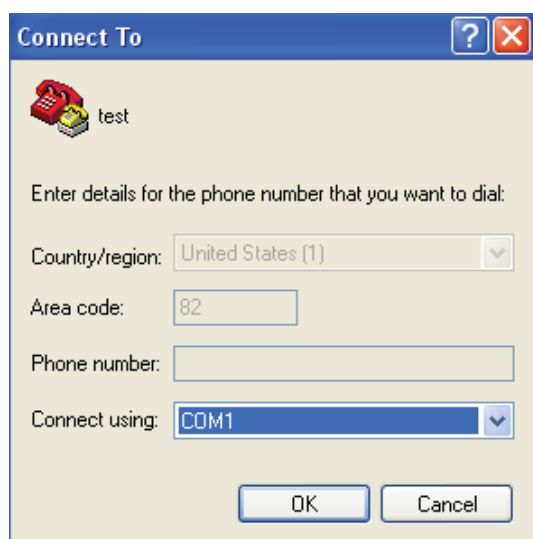 Connect To
test
Enter details for the phone number that you want to dial:
Country/region: United States (1)
Area code: 82
Phone number:
Connect using: COM1
OK Cancel